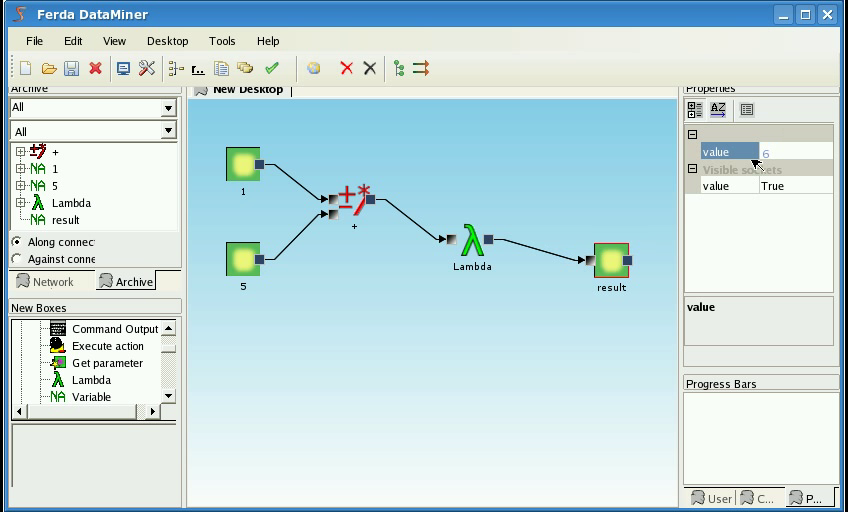 Ferda DataMiner
File Edit View Desktop Tools Help
Archive
All
All
+
1
5
Lambda
result
Along connec
Against conne
Network Archive
New Boxes
Command Output
Execute action
Get parameter
Lambda
Variable
New Desktop
1
5
+
Lambda
result
Properties
value 6
Visible sockets
value True
value
Progress Bars
User C... P...